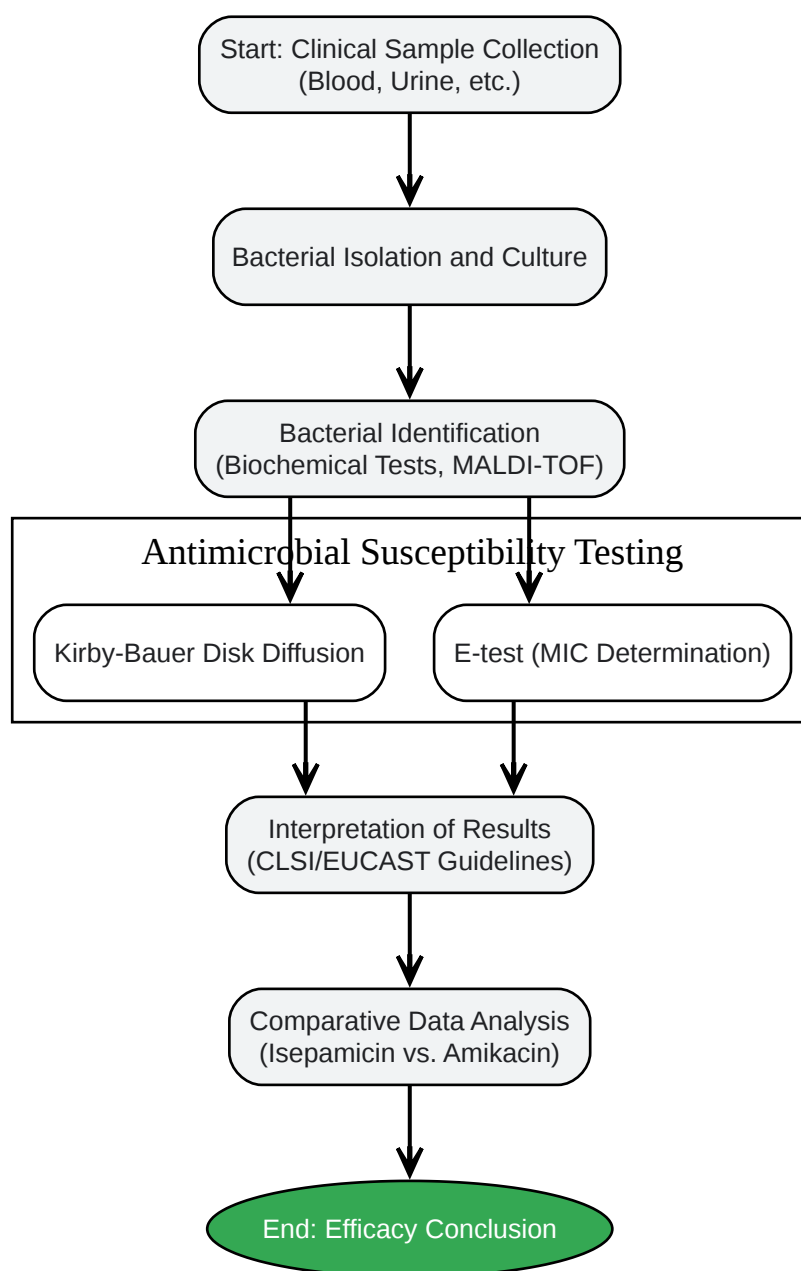 Start: Clinical Sample Collection
(Blood, Urine, etc.)
Bacterial Isolation and Culture
Bacterial Identification
(Biochemical Tests, MALDI-TOF)
Antimicrobial Susceptibility Testing
Kirby-Bauer Disk Diffusion
E-test (MIC Determination)
Interpretation of Results
(CLSI/EUCAST Guidelines)
Comparative Data Analysis
(Isepamicin vs. Amikacin)
End: Efficacy Conclusion